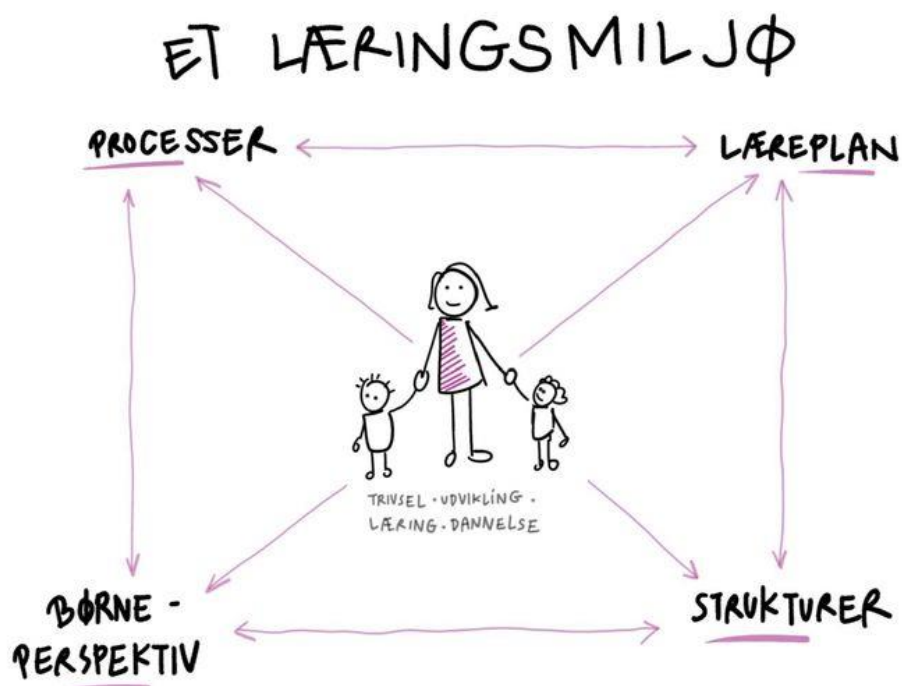 ET LÆRINGSMILJØ
PROCESSER
LÆREPLAN
TRIVSEL · UDVIKLING ·
LÆRING · DANNELSE
BØRNE -
PERSPEKTIV
STRUKTURER